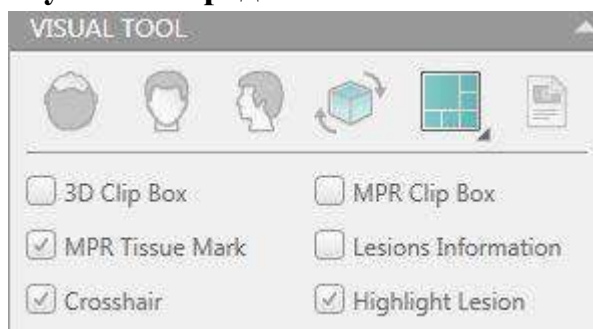 VISUAL TOOL
3D Clip Box
MPR Clip Box
MPR Tissue Mark
Lesions Information
Crosshair
Highlight Lesion